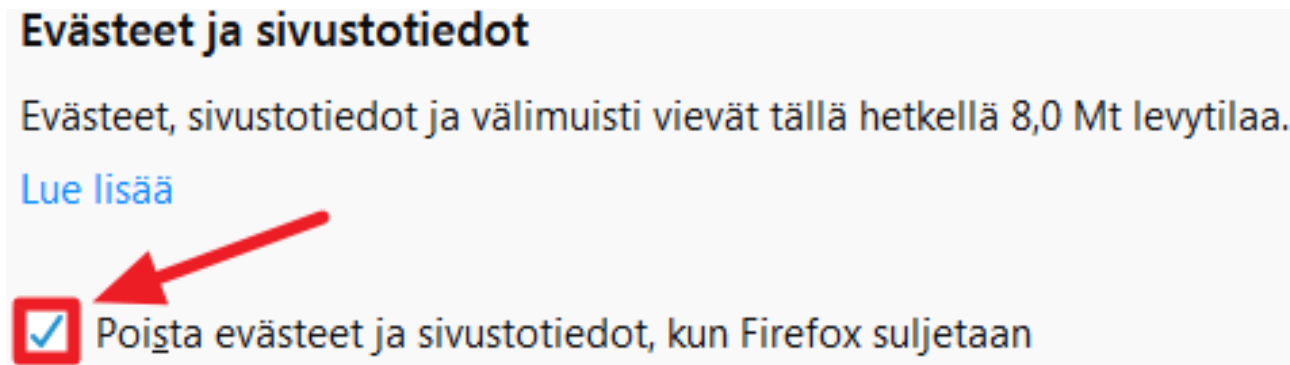 Evästeet ja sivustotiedot
Evästeet, sivustotiedot ja välimuisti vievät tällä hetkellä 8,0 Mt levytilaa.
Lue lisää
Poista evästeet ja sivustotiedot, kun Firefox suljetaan